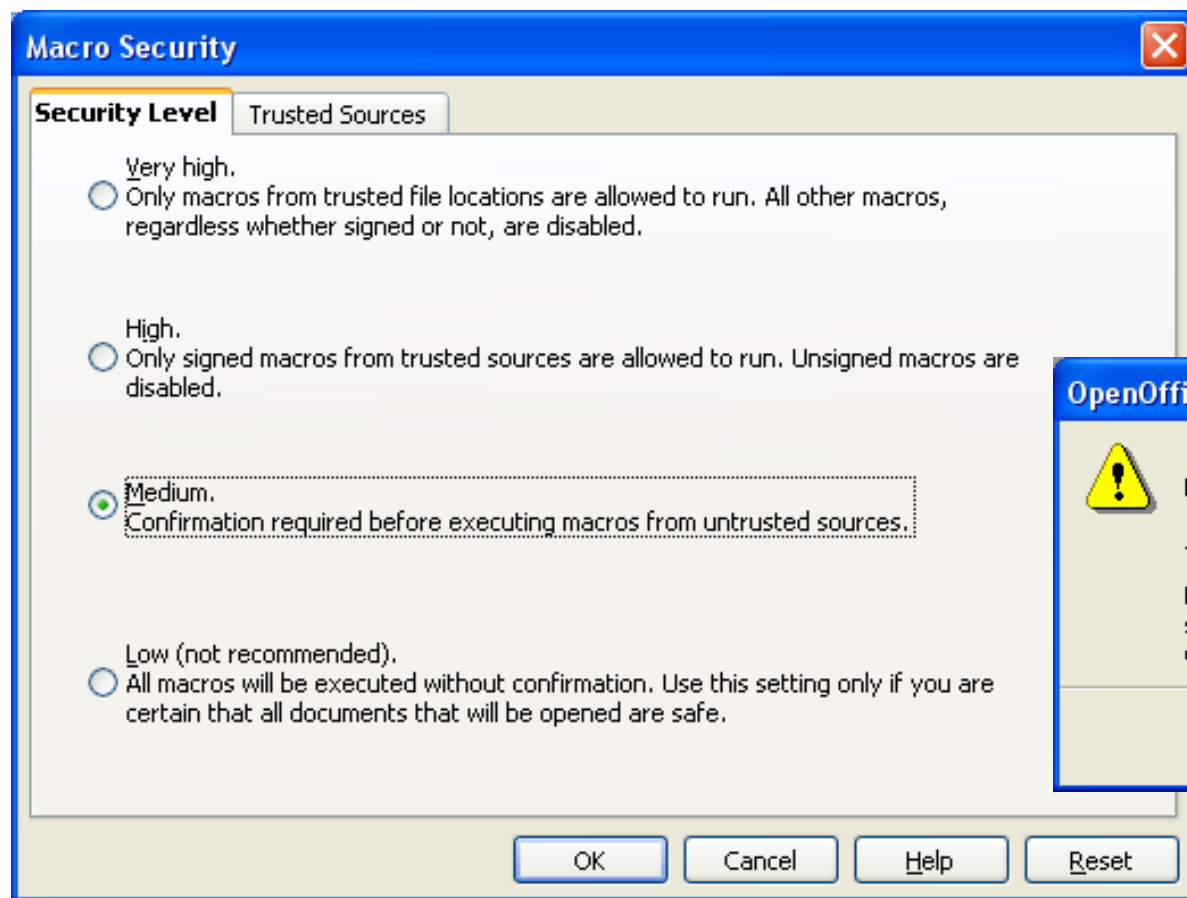 Macro Security
Security Level
Trusted Sources
Very high.
Only macros from trusted file locations are allowed to run. All other macros,
regardless whether signed or not, are disabled.
High.
Only signed macros from trusted sources are allowed to run. Unsigned macros are
disabled.
OpenOffi
Medium.
Confirmation required before executing macros from untrusted sources.
Low (not recommended).
All macros will be executed without confirmation. Use this setting only if you are
certain that all documents that will be opened are safe.
OK
Cancel
Help
Reset